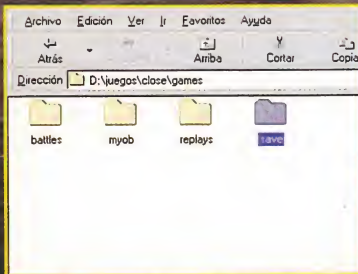 Archivo Edición Ver Ir Favoritos Ayuda
Atrás Arriba Cortar Copia
Dirección D:\juegos\close\games
battles myob replays save